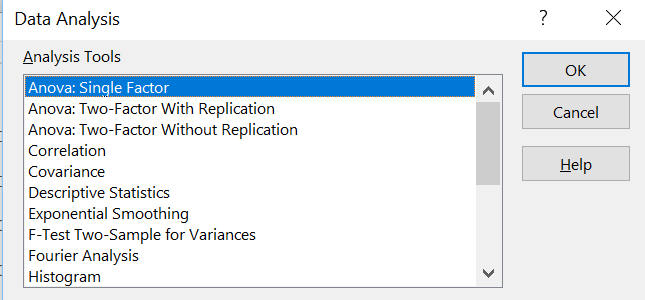 Data Analysis
?
Analysis Tools
Anova: Single Factor
Anova: Two-Factor With Replication
Anova: Two-Factor Without Replication
Correlation
Covariance
Descriptive Statistics
Exponential Smoothing
F-Test Two-Sample for Variances
Fourier Analysis
Histogram
OK
Cancel
Help